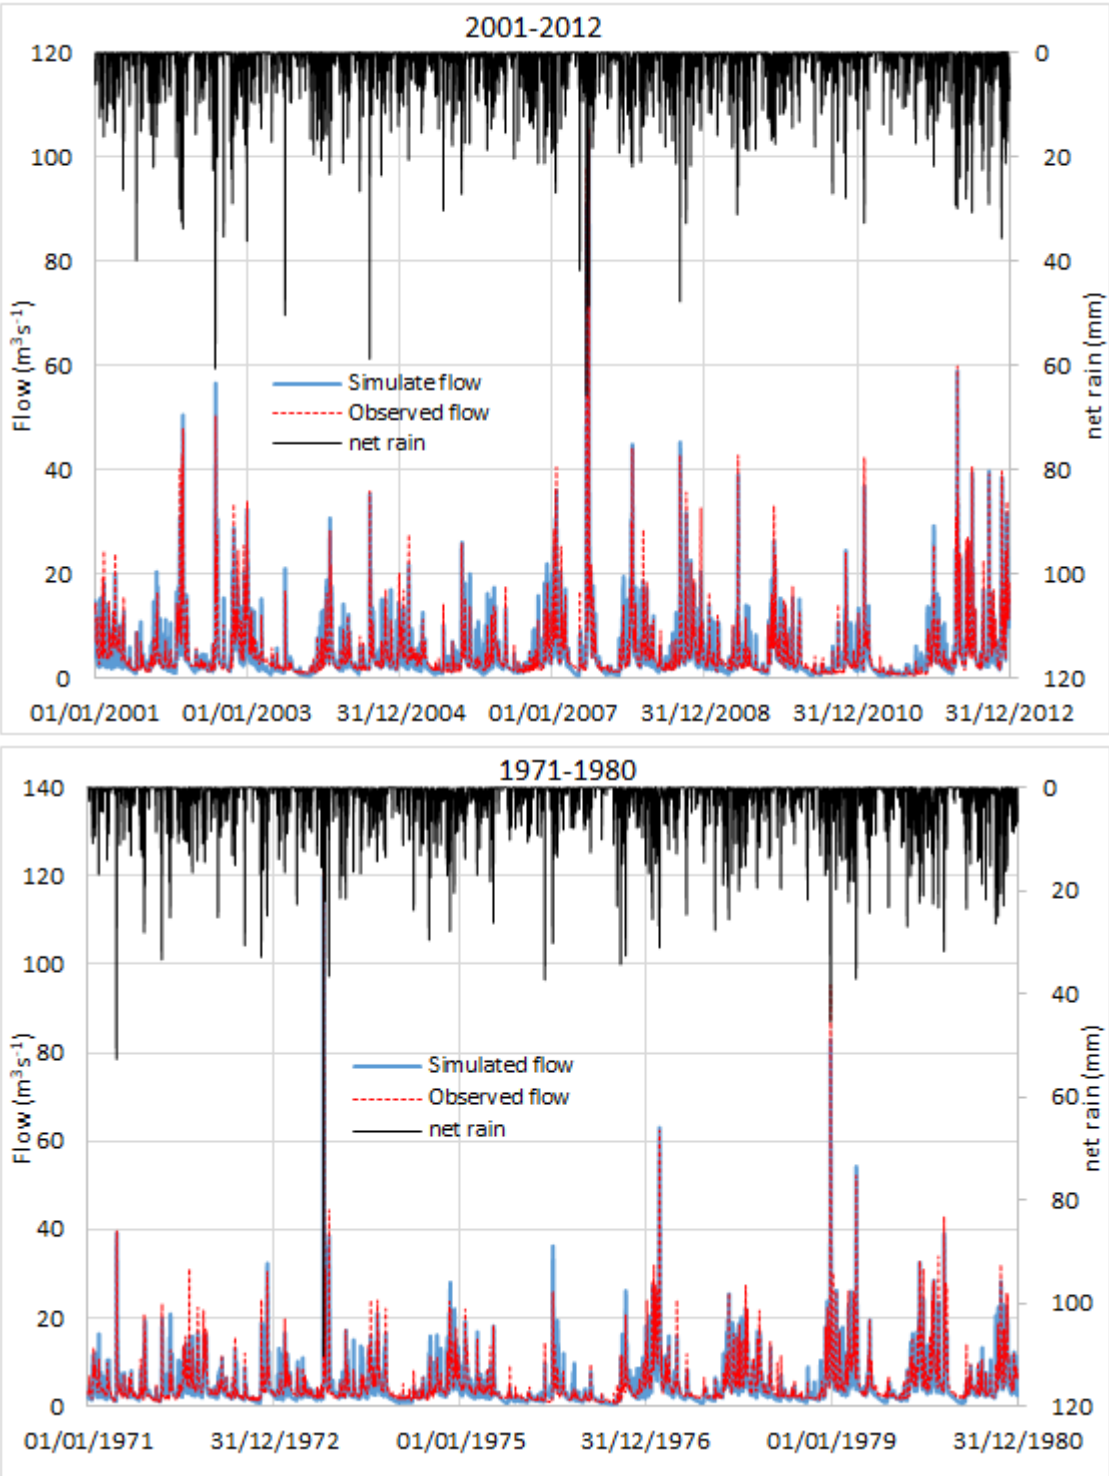 2001-2012
120
100
80
60
40
20
0
Flow (m³s⁻¹)
0
20
40
60
80
100
120
net rain (mm)
Simulate flow
Observed flow
net rain
01/01/2001 01/01/2003 31/12/2004 01/01/2007 31/12/2008 31/12/2010 31/12/2012
1971-1980
140
120
100
80
60
40
20
0
Flow (m³s⁻¹)
0
20
40
60
80
100
120
net rain (mm)
Simulated flow
Observed flow
net rain
01/01/1971 31/12/1972 01/01/1975 31/12/1976 01/01/1979 31/12/1980